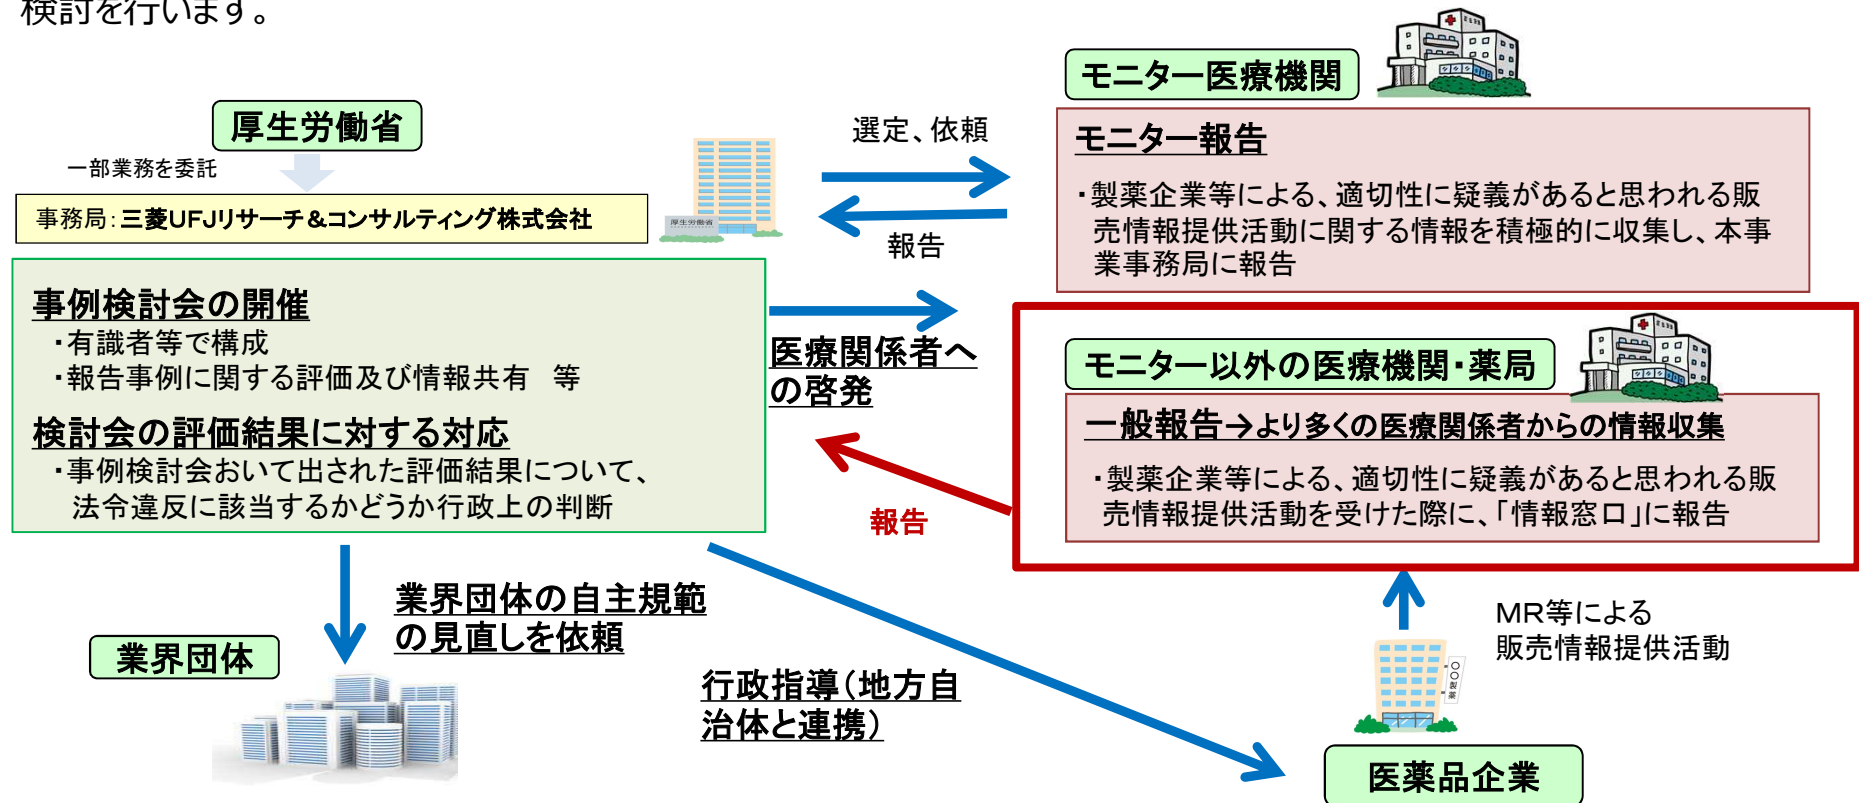 検討を行います。
厚生労働省
一部業務を委託
事務局：三菱UFJリサーチ＆コンサルティング株式会社
厚生労働省
事例検討会の開催
・有識者等で構成
・報告事例に関する評価及び情報共有　等
検討会の評価結果に対する対応
・事例検討会おいて出された評価結果について、
法令違反に該当するかどうか行政上の判断
選定、依頼
報告
モニター医療機関
モニター報告
・製薬企業等による、適切性に疑義があると思われる販
売情報提供活動に関する情報を積極的に収集し、本事
業事務局に報告
医療関係者へ
の啓発
モニター以外の医療機関・薬局
一般報告→より多くの医療関係者からの情報収集
・製薬企業等による、適切性に疑義があると思われる販
売情報提供活動を受けた際に、「情報窓口」に報告
報告
業界団体の自主規範
の見直しを依頼
業界団体
行政指導（地方自
治体と連携）
MR等による
販売情報提供活動
〇〇製薬
医薬品企業